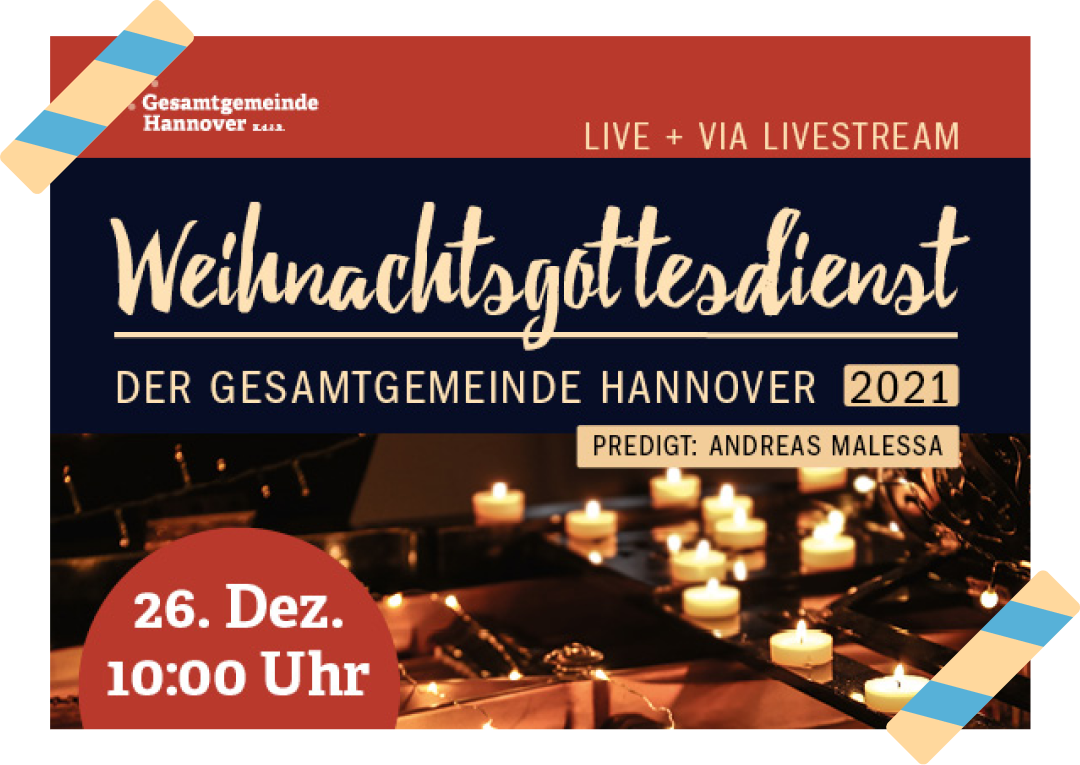 Gesamtgemeinde
Hannover K.d.ö.R.
LIVE + VIA LIVESTREAM
Weihnachtsgottesdienst
DER GESAMTGEMEINDE HANNOVER 2021
PREDIGT: ANDREAS MALESSA
26. Dez.
10:00 Uhr